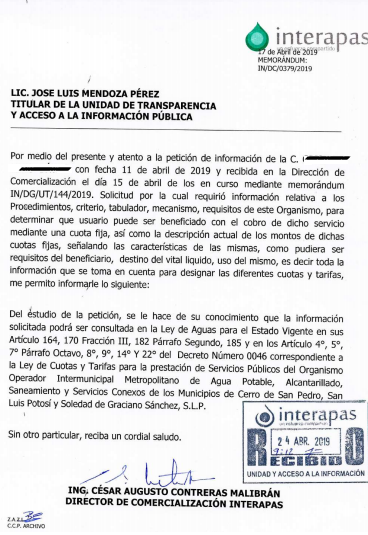 interapas
17 de Abril de 2019
MEMORÁNDUM:
IN/DC/0379/2019
LIC. JOSE LUIS MENDOZA PÉREZ
TITULAR DE LA UNIDAD DE TRANSPARENCIA
Y ACCESO A LA INFORMACIÓN PÚBLICA
Por medio del presente y atento a la petición de información de la C.
con fecha 11 de abril de 2019 y recibida en la Dirección de
Comercialización el día 15 de abril de los en curso mediante memorándum
IN/DG/UT/144/2019. Solicitud por la cual requirió información relativa a los
Procedimientos, criterio, tabulador, mecanismo, requisitos de este Organismo, para
determinar que usuario puede ser beneficiado con el cobro de dicho servicio
mediante una cuota fija, así como la descripción actual de los montos de dichas
cuotas fijas, señalando las características de las mismas, como pudiera ser
requisitos del beneficiario, destino del vital liquido, uso del mismo, es decir toda la
información que se toma en cuenta para designar las diferentes cuotas y tarifas,
me permito informarle lo siguiente:
Del estudio de la petición, se le hace de su conocimiento que la información
solicitada podrá ser consultada en la Ley de Aguas para el Estado Vigente en sus
Artículo 164, 170 Fracción III, 182 Párrafo Segundo, 185 y en los Artículo 4°, 5°,
7° Párrafo Octavo, 8°, 9°, 14° Y 22° del Decreto Número 0046 correspondiente a
la Ley de Cuotas y Tarifas para la prestación de Servicios Públicos del Organismo
Operador Intermunicipal Metropolitano de Agua Potable, Alcantarillado,
Saneamiento y Servicios Conexos de los Municipios de Cerro de San Pedro, San
Luis Potosí y Soledad de Graciano Sánchez, S.L.P.
Sin otro particular, reciba un cordial saludo.
interapas
24 ABR. 2019
RECIBIDO
UNIDAD Y ACCESO A LA INFORMACIÓN
ING. CÉSAR AUGUSTO CONTRERAS MALIBRÁN
DIRECTOR DE COMERCIALIZACIÓN INTERAPAS
C.C.P. ARCHIVO